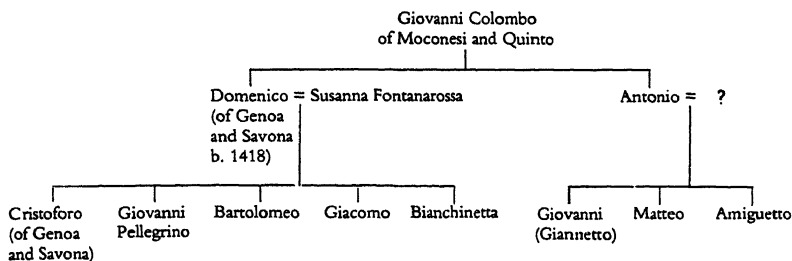 Giovanni Colombo
of Moconesi and Quinto
Domenico = Susanna Fontanarossa
(of Genoa
and Savona
b. 1418)
Antonio = ?
Cristoforo
(of Genoa
and Savona)
Giovanni
Pellegrino
Bartolomeo
Giacomo
Bianchinetta
Giovanni
(Giannetto)
Matteo
Amiguetto